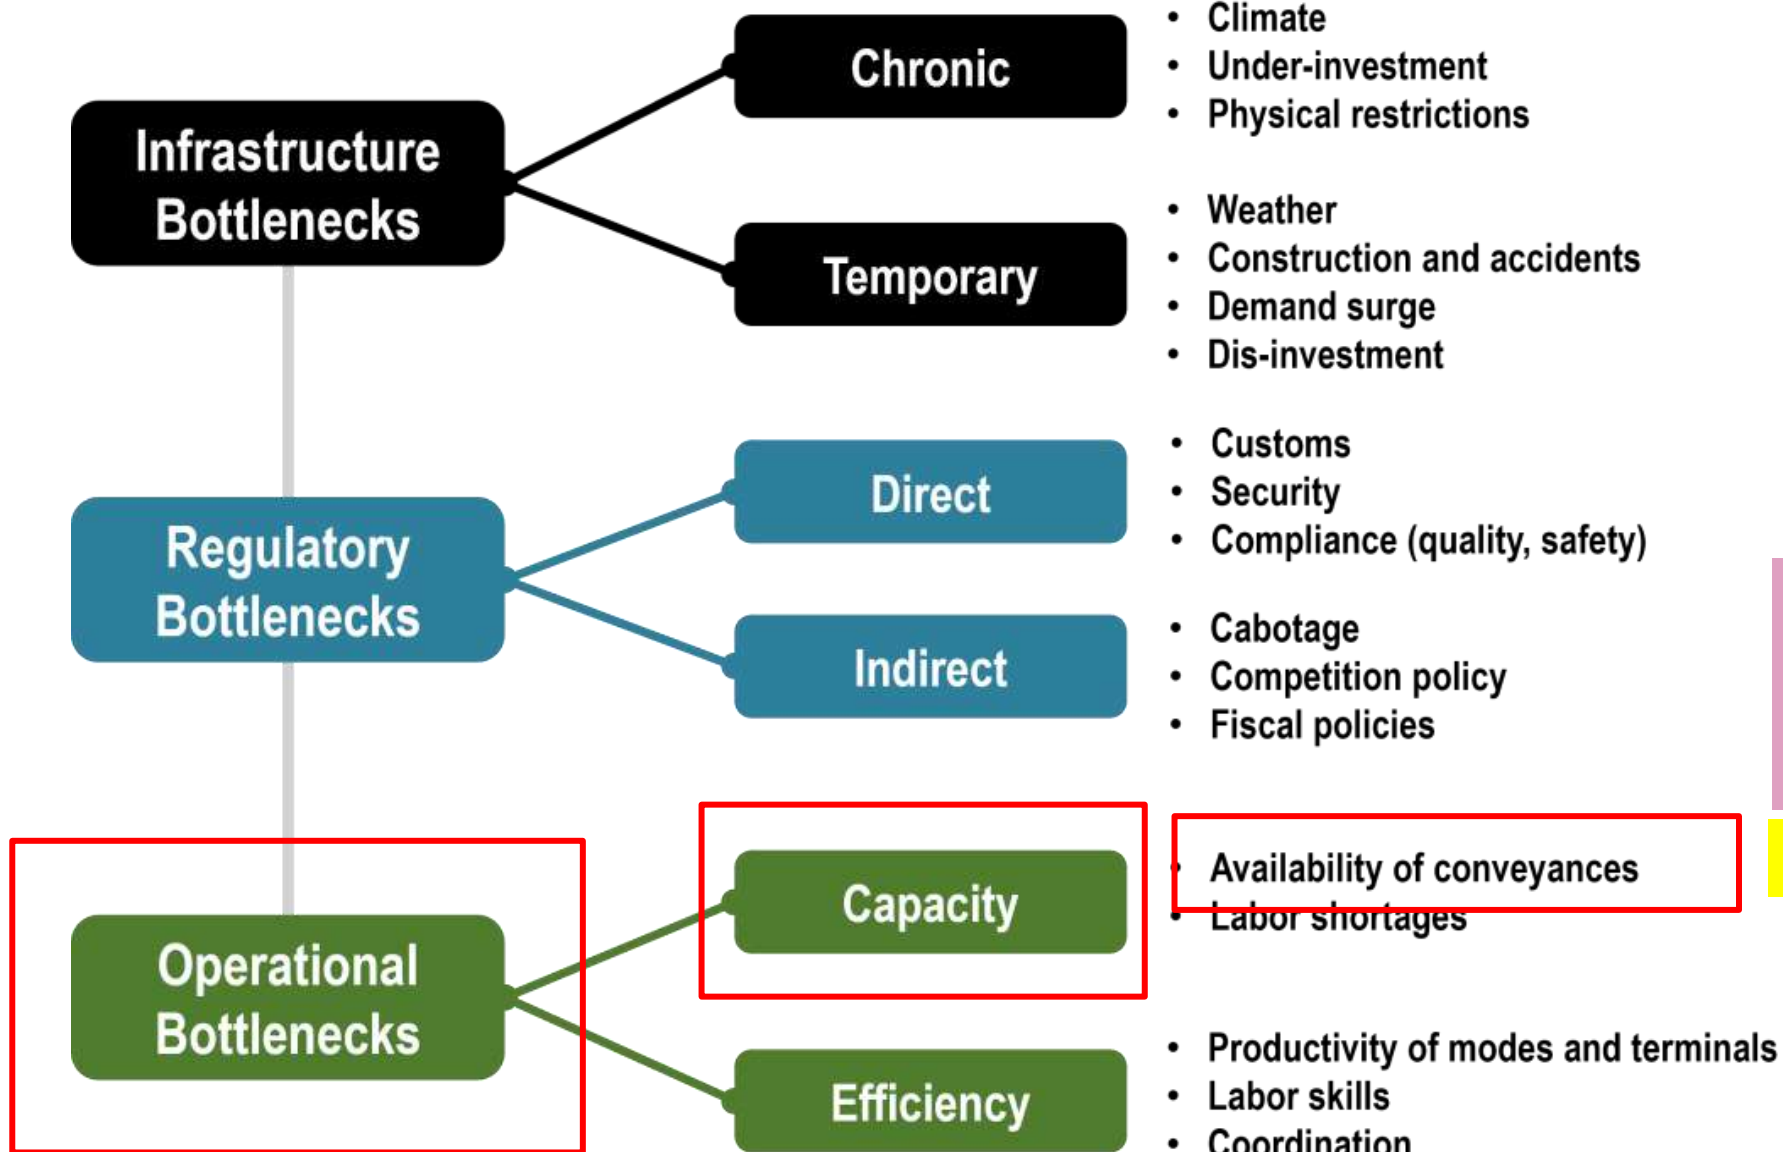 Infrastructure
Bottlenecks
Chronic
• Climate
• Under-investment
• Physical restrictions
Temporary
• Weather
• Construction and accidents
• Demand surge
• Dis-investment
Regulatory
Bottlenecks
Direct
• Customs
• Security
• Compliance (quality, safety)
Indirect
• Cabotage
• Competition policy
• Fiscal policies
Operational
Bottlenecks
Capacity
• Availability of conveyances
• Labor shortages
Efficiency
• Productivity of modes and terminals
• Labor skills
• Coordination